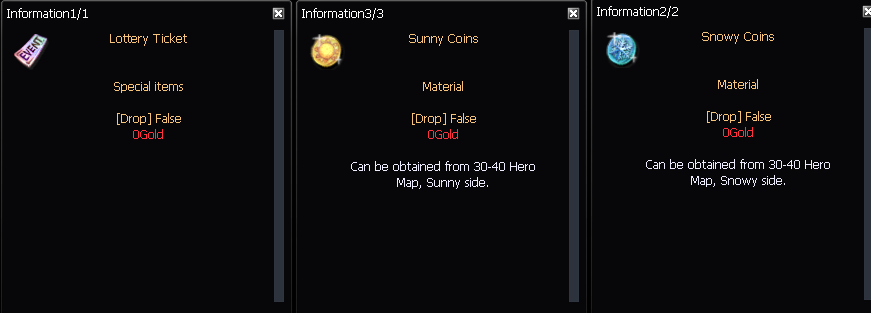 Information1/1
Lottery Ticket
EVENT
Special items
[Drop] False
0Gold
Information3/3
Sunny Coins
Material
[Drop] False
0Gold
Can be obtained from 30-40 Hero
Map, Sunny side.
Information2/2
Snowy Coins
Material
[Drop] False
0Gold
Can be obtained from 30-40 Hero
Map, Snowy side.